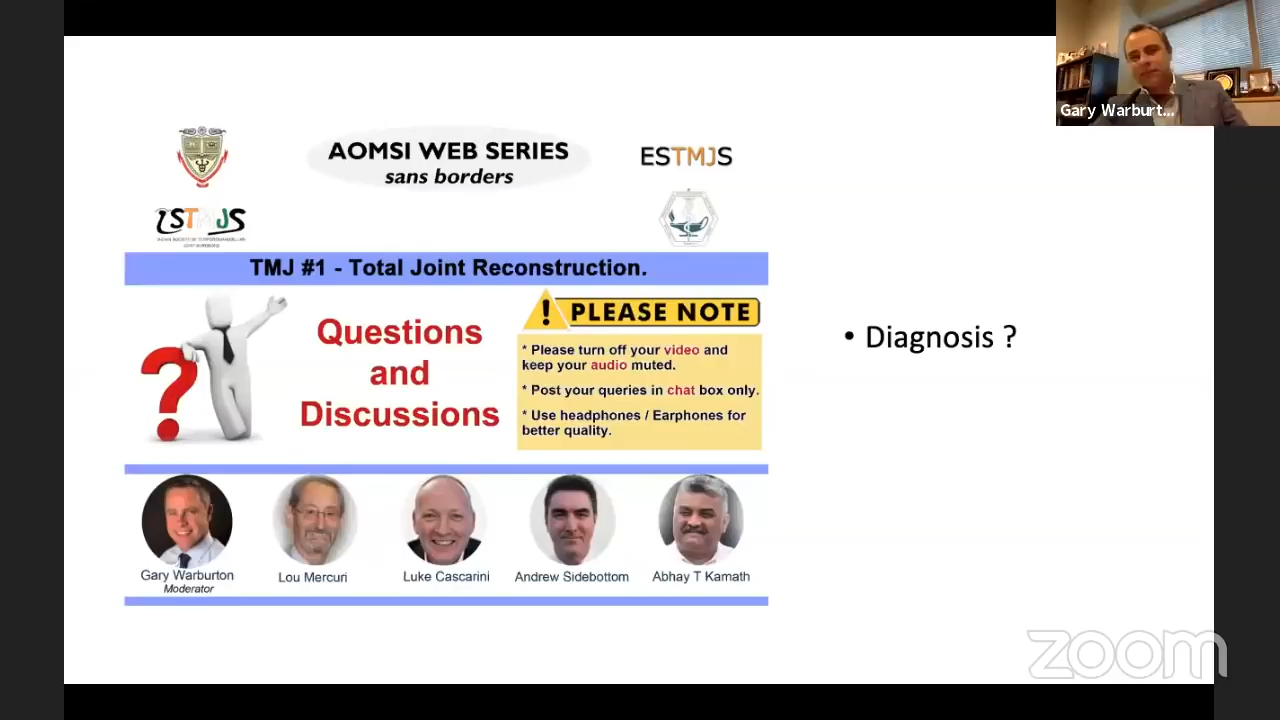 Gary Warburt...
AOMSI WEB SERIES
sans borders
ESTMJS
ISTMJS
TMJ #1 - Total Joint Reconstruction.
Questions
and
Discussions
! PLEASE NOTE
* Please turn off your video and
keep your audio muted.
* Post your queries in chat box only.
* Use headphones / Earphones for
better quality.
• Diagnosis ?
Gary Warburton
Moderator
Lou Mercuri
Luke Cascarini
Andrew Sidebottom
Abhay T Kamath
zoom